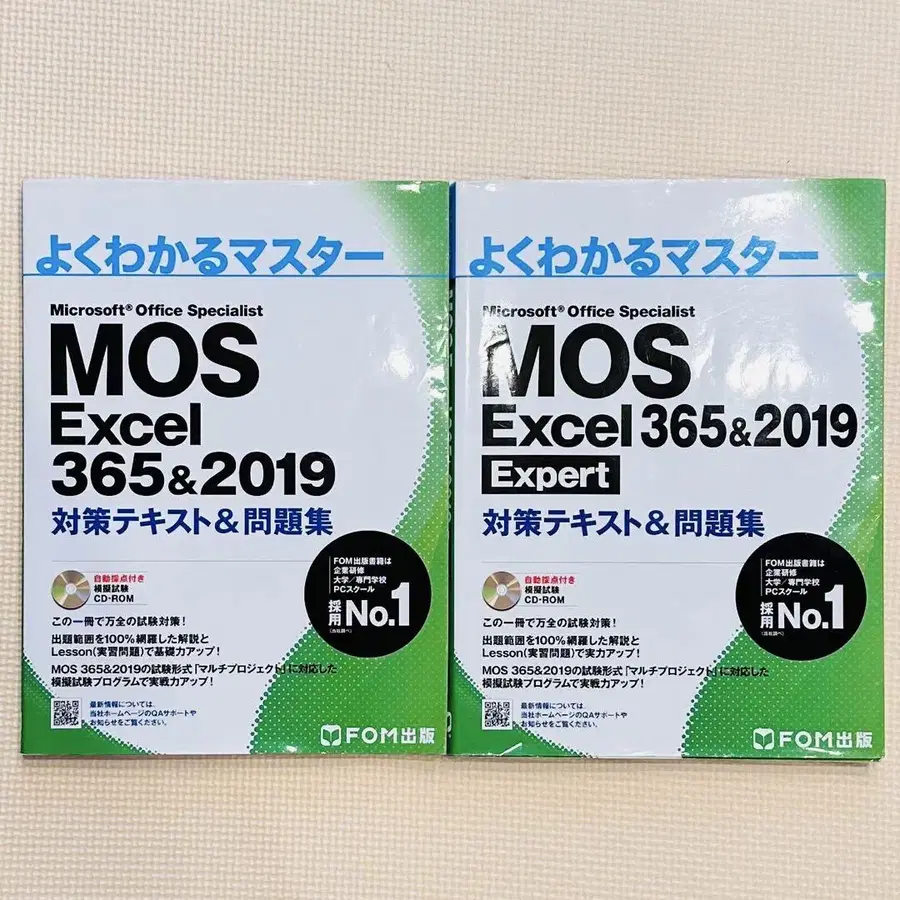 よくわかるマスター
Microsoft® Office Specialist
MOS
Excel
365&2019
対策テキスト&問題集
自動採点付き
模擬試験
CD-ROM
FOM出版書籍は
企業研修
大学/専門学校
PCスクール
採用 No.1
(当社調べ)
この一冊で万全の試験対策!
出題範囲を100%網羅した解説と
Lesson(実習問題)で基礎力アップ!
MOS 365&2019の試験形式「マルチプロジェクト」に対応した
模擬試験プログラムで実戦力アップ!
最新情報については、
当社ホームページのQAサポートや
お知らせをご覧ください。
FOM出版
よくわかるマスター
Microsoft® Office Specialist
MOS
Excel 365&2019
Expert
対策テキスト&問題集
自動採点付き
模擬試験
CD-ROM
FOM出版書籍は
企業研修
大学/専門学校
PCスクール
採用 No.1
(当社調べ)
この一冊で万全の試験対策!
出題範囲を100%網羅した解説と
Lesson(実習問題)で実力アップ!
MOS 365&2019の試験形式「マルチプロジェクト」に対応した
模擬試験プログラムで実戦力アップ!
最新情報については、
当社ホームページのQAサポートや
お知らせをご覧ください。
FOM出版